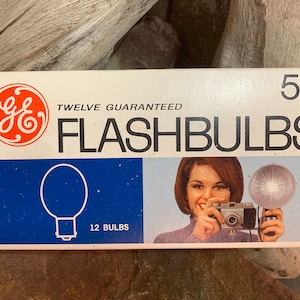 GE
5
TWELVE GUARANTEED
FLASHBULBS
12 BULBS